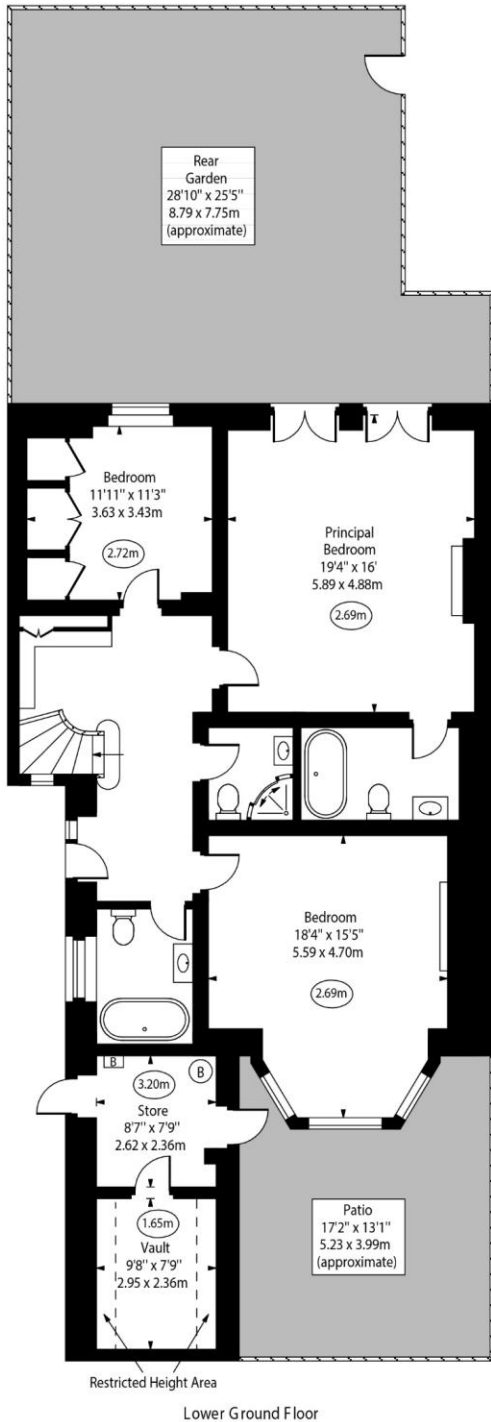 Rear
Garden
28'10" x 25'5"
8.79 x 7.75m
(approximate)
Bedroom
11'11" x 11'3"
3.63 x 3.43m
2.72m
Principal
Bedroom
19'4" x 16'
5.89 x 4.88m
2.69m
Bedroom
18'4" x 15'5"
5.59 x 4.70m
2.69m
B
B
3.20m
Store
8'7" x 7'9"
2.62 x 2.36m
1.65m
Vault
9'8" x 7'9"
2.95 x 2.36m
Patio
17'2" x 13'1"
5.23 x 3.99m
(approximate)
Restricted Height Area
Lower Ground Floor